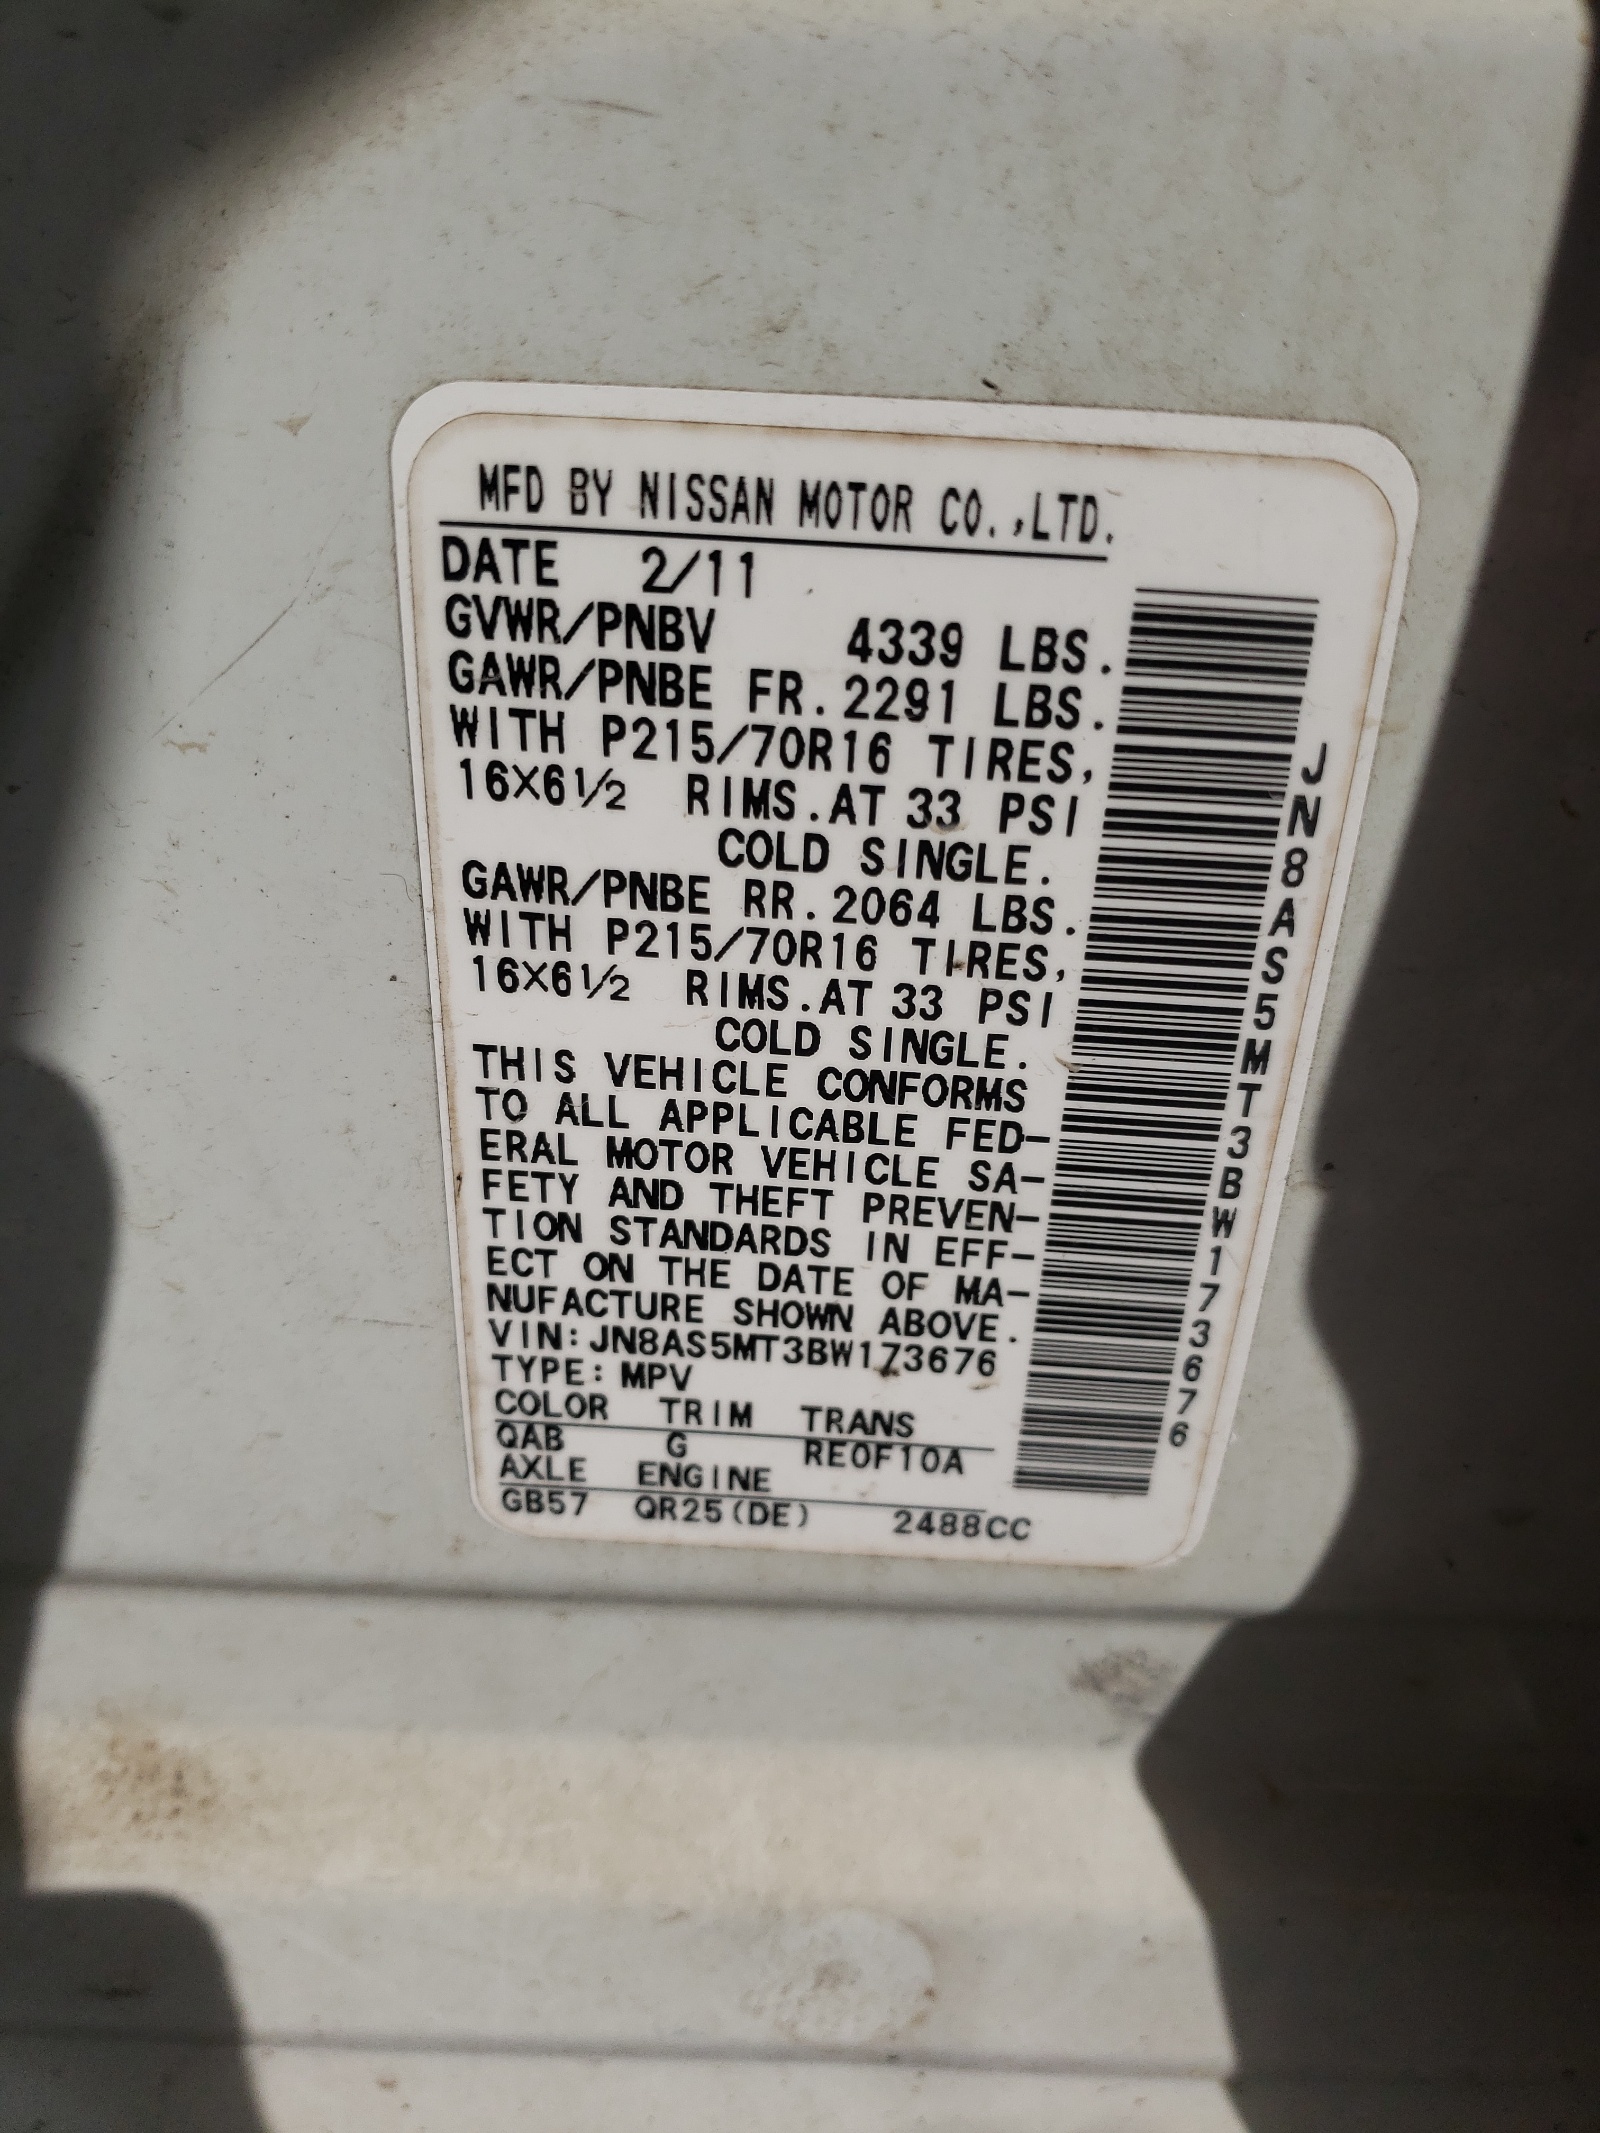 MFD BY NISSAN MOTOR CO.,LTD.
DATE 2/11
GVWR/PNBV 4339 LBS.
GAWR/PNBE FR. 2291 LBS.
WITH P215/70R16 TIRES,
16X6½ RIMS.AT 33 PSI
COLD SINGLE.
GAWR/PNBE RR. 2064 LBS.
WITH P215/70R16 TIRES,
16X6½ RIMS.AT 33 PSI
COLD SINGLE.
THIS VEHICLE CONFORMS
TO ALL APPLICABLE FED-
ERAL MOTOR VEHICLE SA-
FETY AND THEFT PREVEN-
TION STANDARDS IN EFF-
ECT ON THE DATE OF MA-
NUFACTURE SHOWN ABOVE.
VIN: JN8AS5MT3BW173676
TYPE: MPV
COLOR TRIM TRANS
QAB G RE0F10A
AXLE ENGINE
GB57 QR25(DE) 2488CC
JN8AS5MT3BW173676